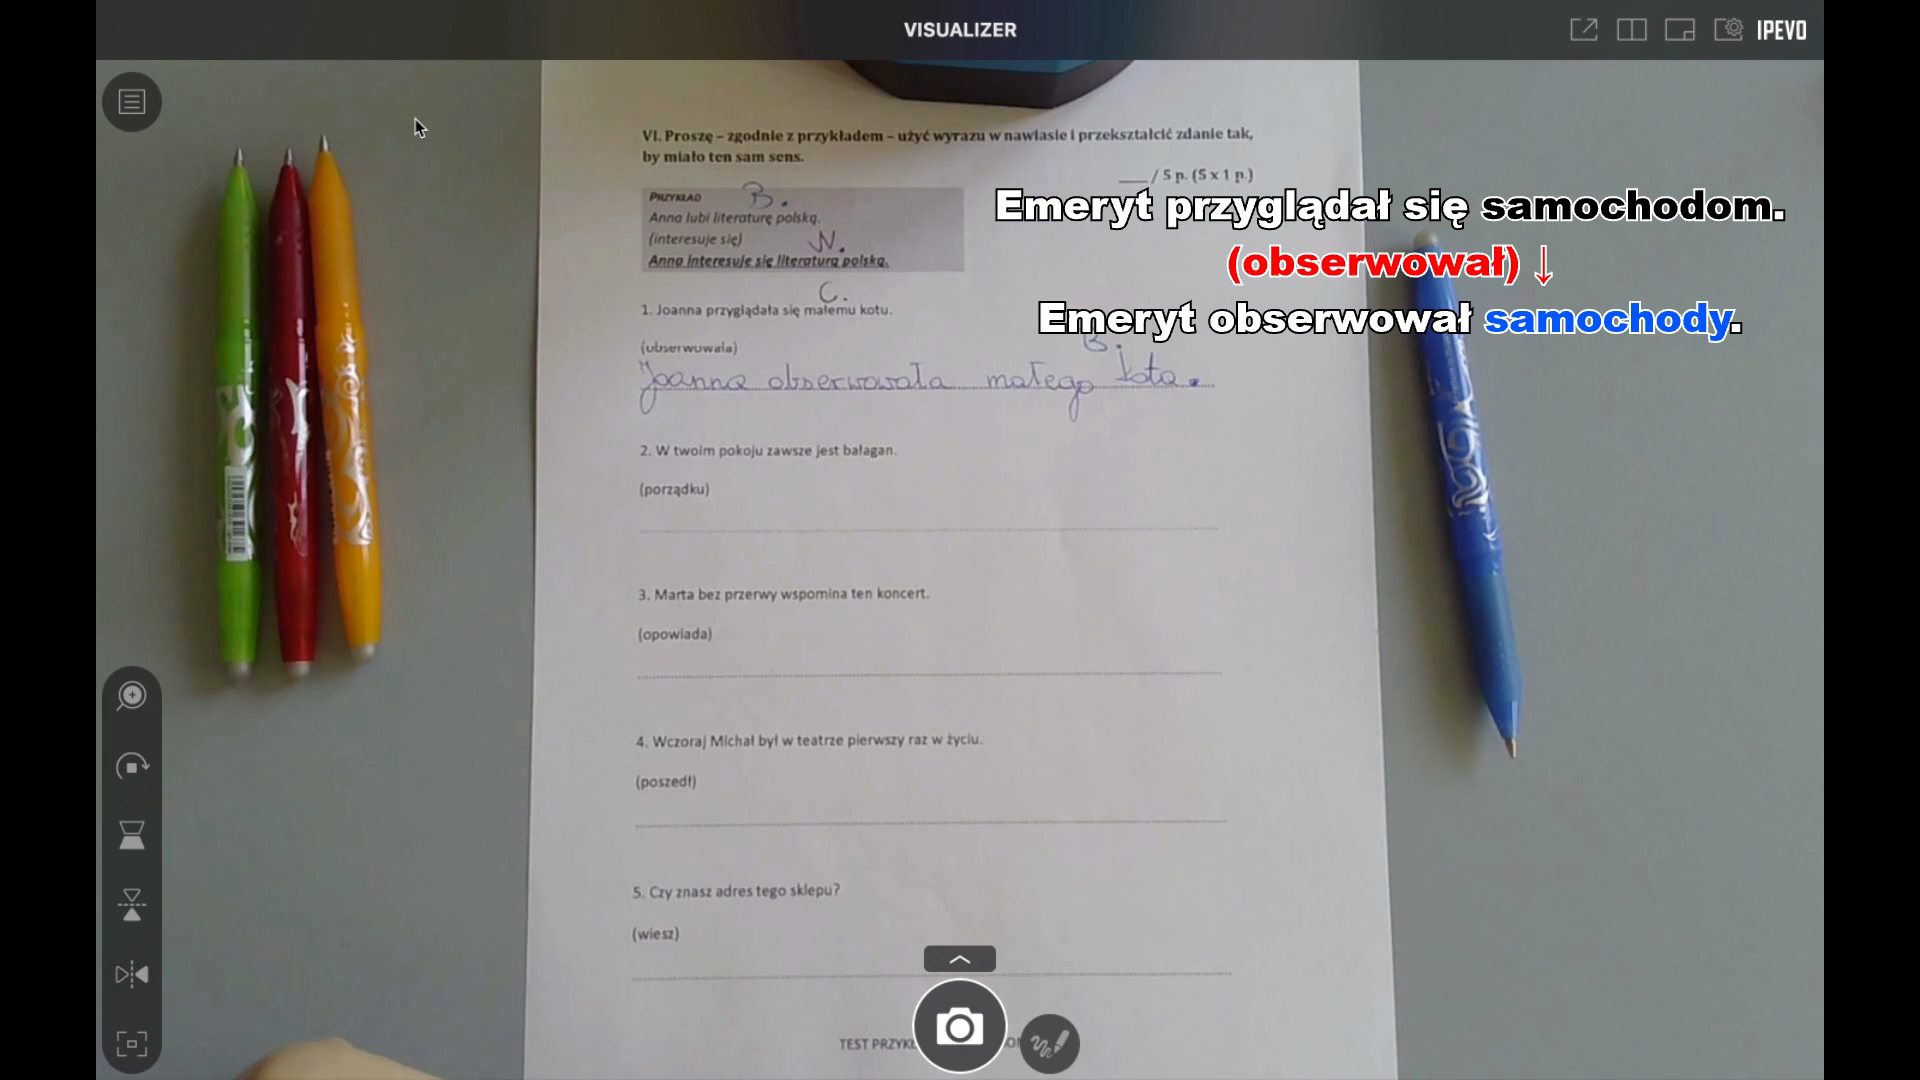 VISUALIZER
IPEVO
VI. Proszę – zgodnie z przykładem – użyć wyrazu w nawiasie i przekształcić zdanie tak,
by miało ten sam sens.
___ / 5 p. (5 x 1 p.)
PRZYKŁAD B.
Anna lubi literaturę polską.
(interesuje się) N.
Anna interesuje się literaturą polską.
Emeryt przyglądał się samochodom.
(obserwował) ↓
Emeryt obserwował samochody.
C.
1. Joanna przyglądała się małemu kotu.
(obserwowała)
B.
Joanna obserwowała małego kota.
2. W twoim pokoju zawsze jest bałagan.
(porządku)
3. Marta bez przerwy wspomina ten koncert.
(opowiada)
4. Wczoraj Michał był w teatrze pierwszy raz w życiu.
(poszedł)
5. Czy znasz adres tego sklepu?
(wiesz)
TEST